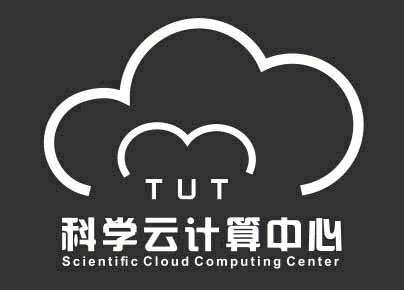 TUT
科学云计算中心
Scientific Cloud Computing Center